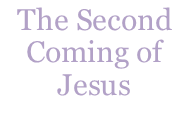 The Second
Coming of
Jesus